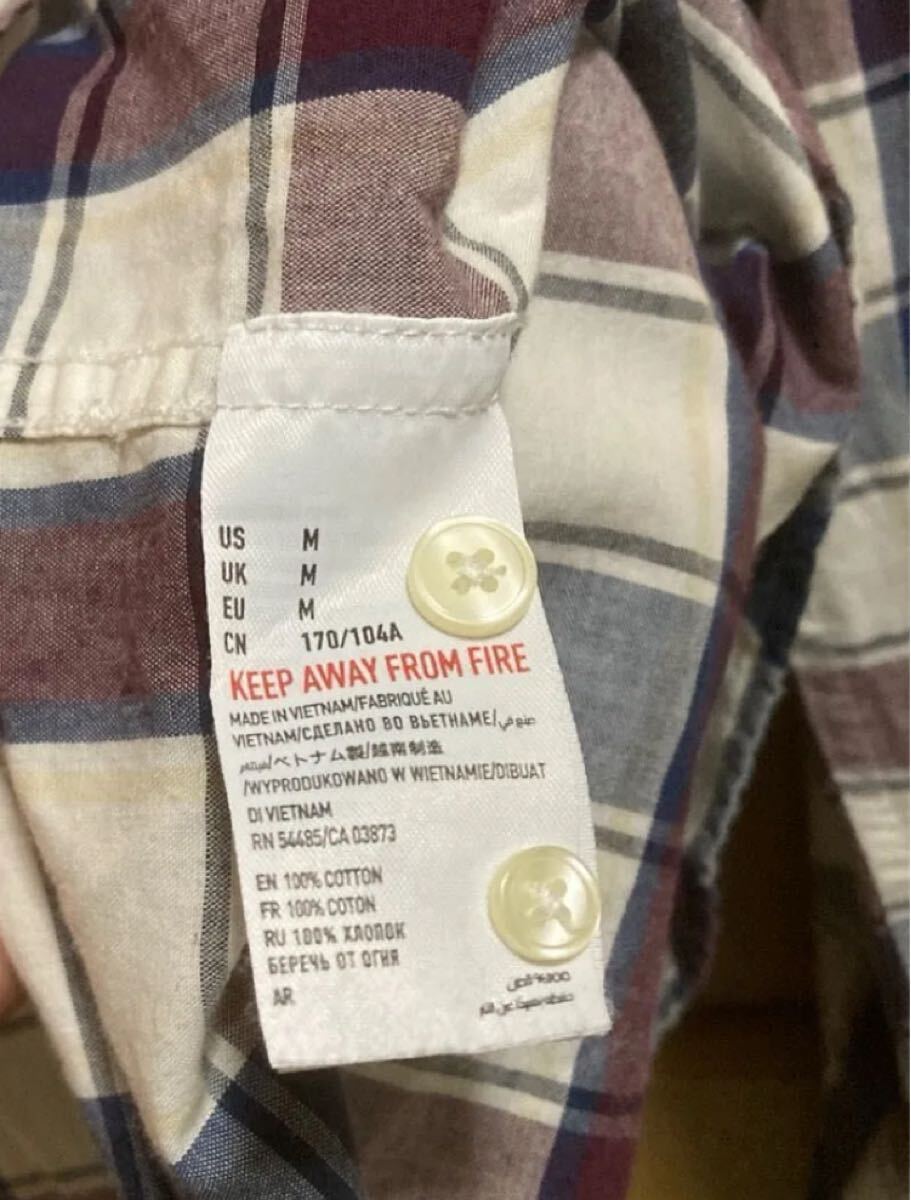 US M
UK M
EU M
CN 170/104A
KEEP AWAY FROM FIRE
MADE IN VIETNAM/FABRIQUÉ AU
VIETNAM/СДЕЛАНО ВО ВЬЕТНАМЕ/صنع في
/ベトナム製/越南制造
/WYPRODUKOWANO W WIETNAMIE/DIBUAT
DI VIETNAM
RN 54485/CA 03873
EN 100% COTTON
FR 100% COTON
RU 100% ХЛОПОК
БЕРЕЧЬ ОТ ОГНЯ
AR